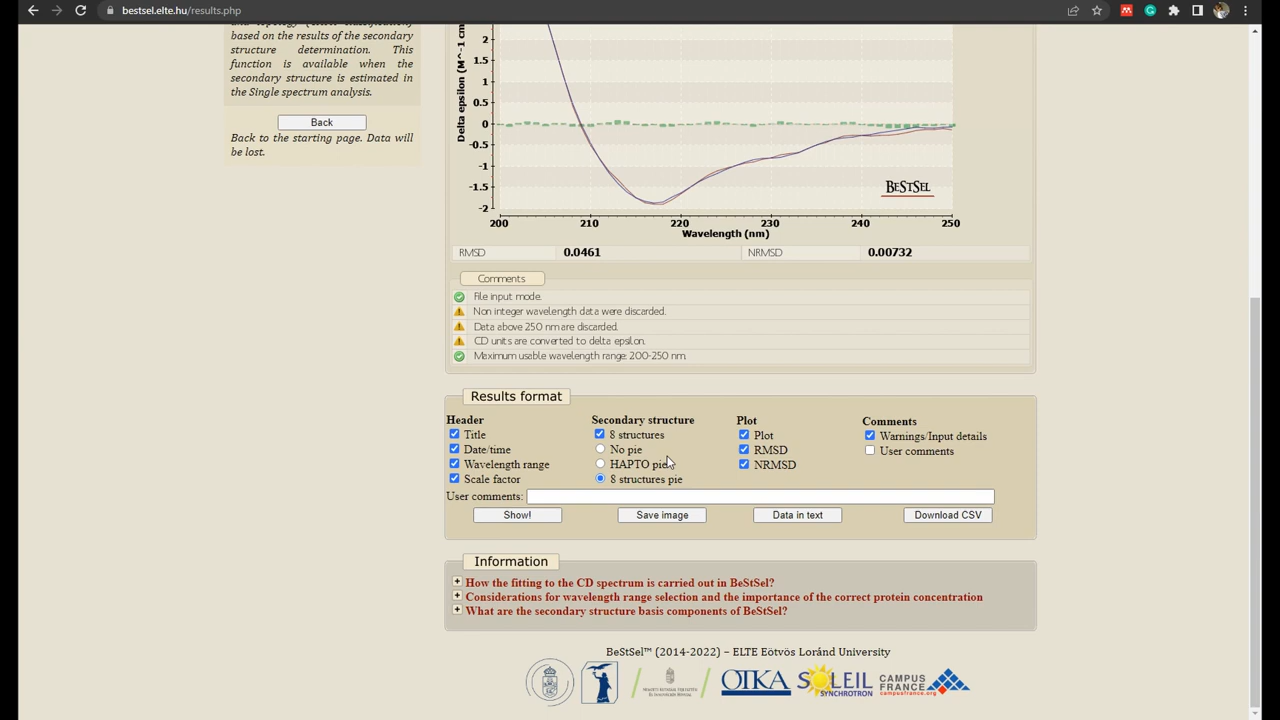 bestsel.elte.hu/results.php
based on the results of the secondary
structure determination. This
function is available when the
secondary structure is estimated in
the Single spectrum analysis.
Back
Back to the starting page. Data will
be lost.
Delta epsilon (M^-1 cm
2
1.5
1
0.5
0
-0.5
-1
-1.5
-2
BESTSEL
200 210 220 230 240 250
Wavelength (nm)
RMSD 0.0461 NRMSD 0.00732
Comments
File input mode.
Non integer wavelength data were discarded.
Data above 250 nm are discarded.
CD units are converted to delta epsilon.
Maximum usable wavelength range: 200-250 nm.
Results format
Header Secondary structure Plot Comments
Title 8 structures Plot Warnings/Input details
Date/time No pie RMSD User comments
Wavelength range HAPTO pie NRMSD
Scale factor 8 structures pie
User comments:
Show! Save image Data in text Download CSV
Information
How the fitting to the CD spectrum is carried out in BeStSel?
Considerations for wavelength range selection and the importance of the correct protein concentration
What are the secondary structure basis components of BeStSel?
BeStSel™ (2014-2022) – ELTE Eötvös Loránd University
OTKA SOLEIL SYNCHROTRON CAMPUS FRANCE
www.campusfrance.org